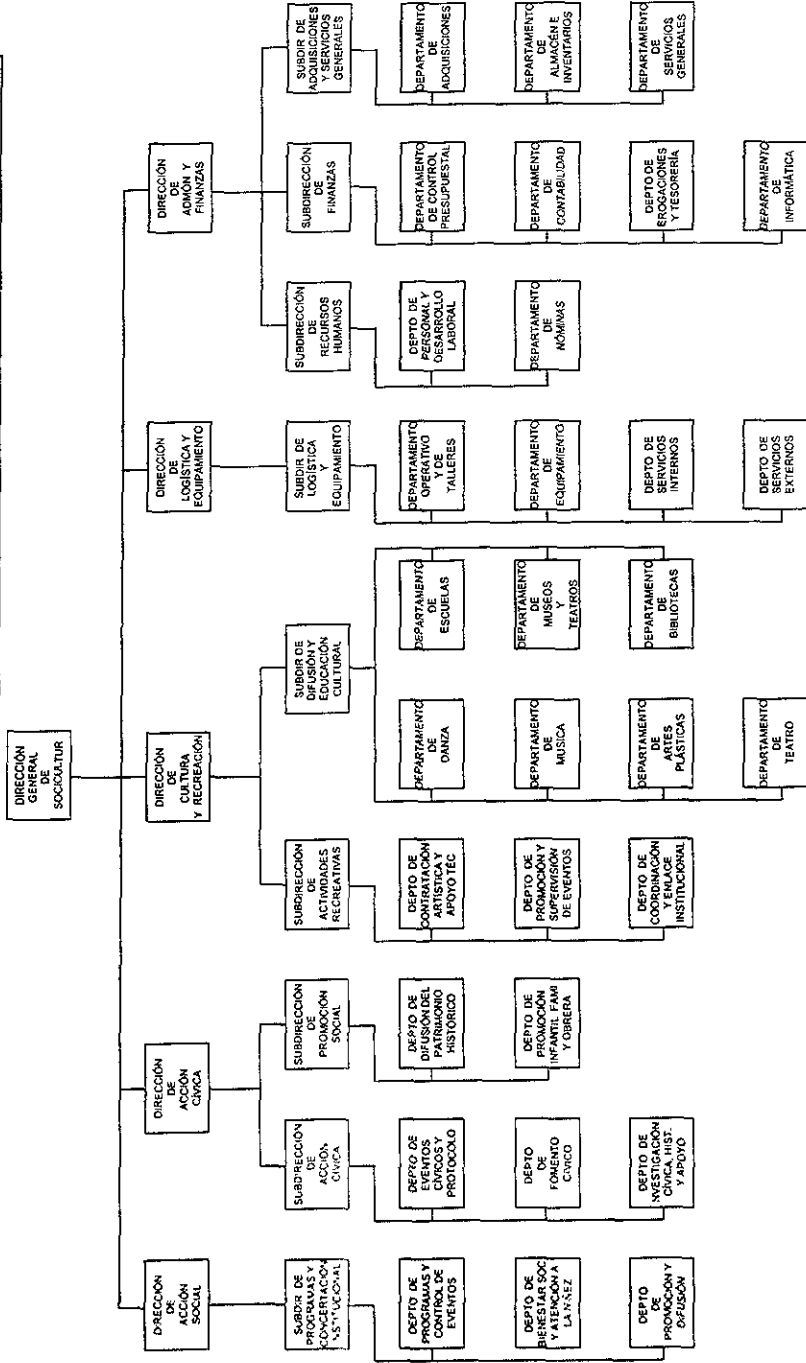 DIRECCIÓN
GENERAL
DE
SOCICULTUR
DIRECCIÓN
DE
ACCIÓN
SOCIAL
DIRECCIÓN
DE
ACCIÓN
CÍVICA
DIRECCIÓN
DE
CULTURA
Y RECREACIÓN
DIRECCIÓN
DE
LOGÍSTICA Y
EQUIPAMIENTO
DIRECCIÓN
DE
ADMÓN Y
FINANZAS
SUBDIR DE
PROGRAMAS Y
CONCERTACIÓN
INSTITUCIONAL
SUBDIRECCIÓN
DE
ACCIÓN
CÍVICA
SUBDIRECCIÓN
DE
PROMOCIÓN
SOCIAL
SUBDIRECCIÓN
DE
ACTIVIDADES
RECREATIVAS
SUBDIR DE
DIFUSIÓN Y
EDUCACIÓN
CULTURAL
SUBDIR DE
LOGÍSTICA
Y
EQUIPAMIENTO
SUBDIRECCIÓN
DE
RECURSOS
HUMANOS
SUBDIRECCIÓN
DE
FINANZAS
SUBDIR DE
ADQUISICIONES
Y SERVICIOS
GENERALES
DEPTO DE
PROGRAMAS Y
CONTROL DE
EVENTOS
DEPTO DE
EVENTOS
CÍVICOS Y
PROTOCOLO
DEPTO DE
DIFUSIÓN DEL
PATRIMONIO
HISTÓRICO
DEPTO DE
CONTRATACIÓN
ARTÍSTICA Y
APOYO TÉC
DEPARTAMENTO
DE
DANZA
DEPARTAMENTO
DE
ESCUELAS
DEPARTAMENTO
OPERATIVO
Y DE
TALLERES
DEPTO DE
PERSONAL Y
DESARROLLO
LABORAL
DEPARTAMENTO
DE CONTROL
PRESUPUESTAL
DEPARTAMENTO
DE
ADQUISICIONES
DEPTO DE
BIENESTAR SOC
Y ATENCIÓN A
LA NIÑEZ
DEPTO
DE
FOMENTO
CIVICO
DEPTO DE
PROMOCIÓN
INFANTIL FAMI
Y OBRERA
DEPTO DE
PROMOCIÓN Y
SUPERVISIÓN
DE EVENTOS
DEPARTAMENTO
DE
MUSICA
DEPARTAMENTO
DE
MUSEOS
Y
TEATROS
DEPARTAMENTO
DE
EQUIPAMIENTO
DEPARTAMENTO
DE
NÓMINAS
DEPARTAMENTO
DE
CONTABILIDAD
DEPARTAMENTO
DE
ALMACÉN E
INVENTARIOS
DEPTO
DE
PROMOCIÓN Y
DIFUSIÓN
DEPTO DE
INVESTIGACIÓN
CÍVICA, HIST.
Y APOYO
DEPTO DE
COORDINACIÓN
Y ENLACE
INSTITUCIONAL
DEPARTAMENTO
DE
ARTES
PLÁSTICAS
DEPARTAMENTO
DE
BIBLIOTECAS
DEPTO DE
SERVICIOS
INTERNOS
DEPTO DE
EROGACIONES
Y TESORERÍA
DEPARTAMENTO
DE
SERVICIOS
GENERALES
DEPARTAMENTO
DE
TEATRO
DEPTO DE
SERVICIOS
EXTERNOS
DEPARTAMENTO
DE
INFORMÁTICA